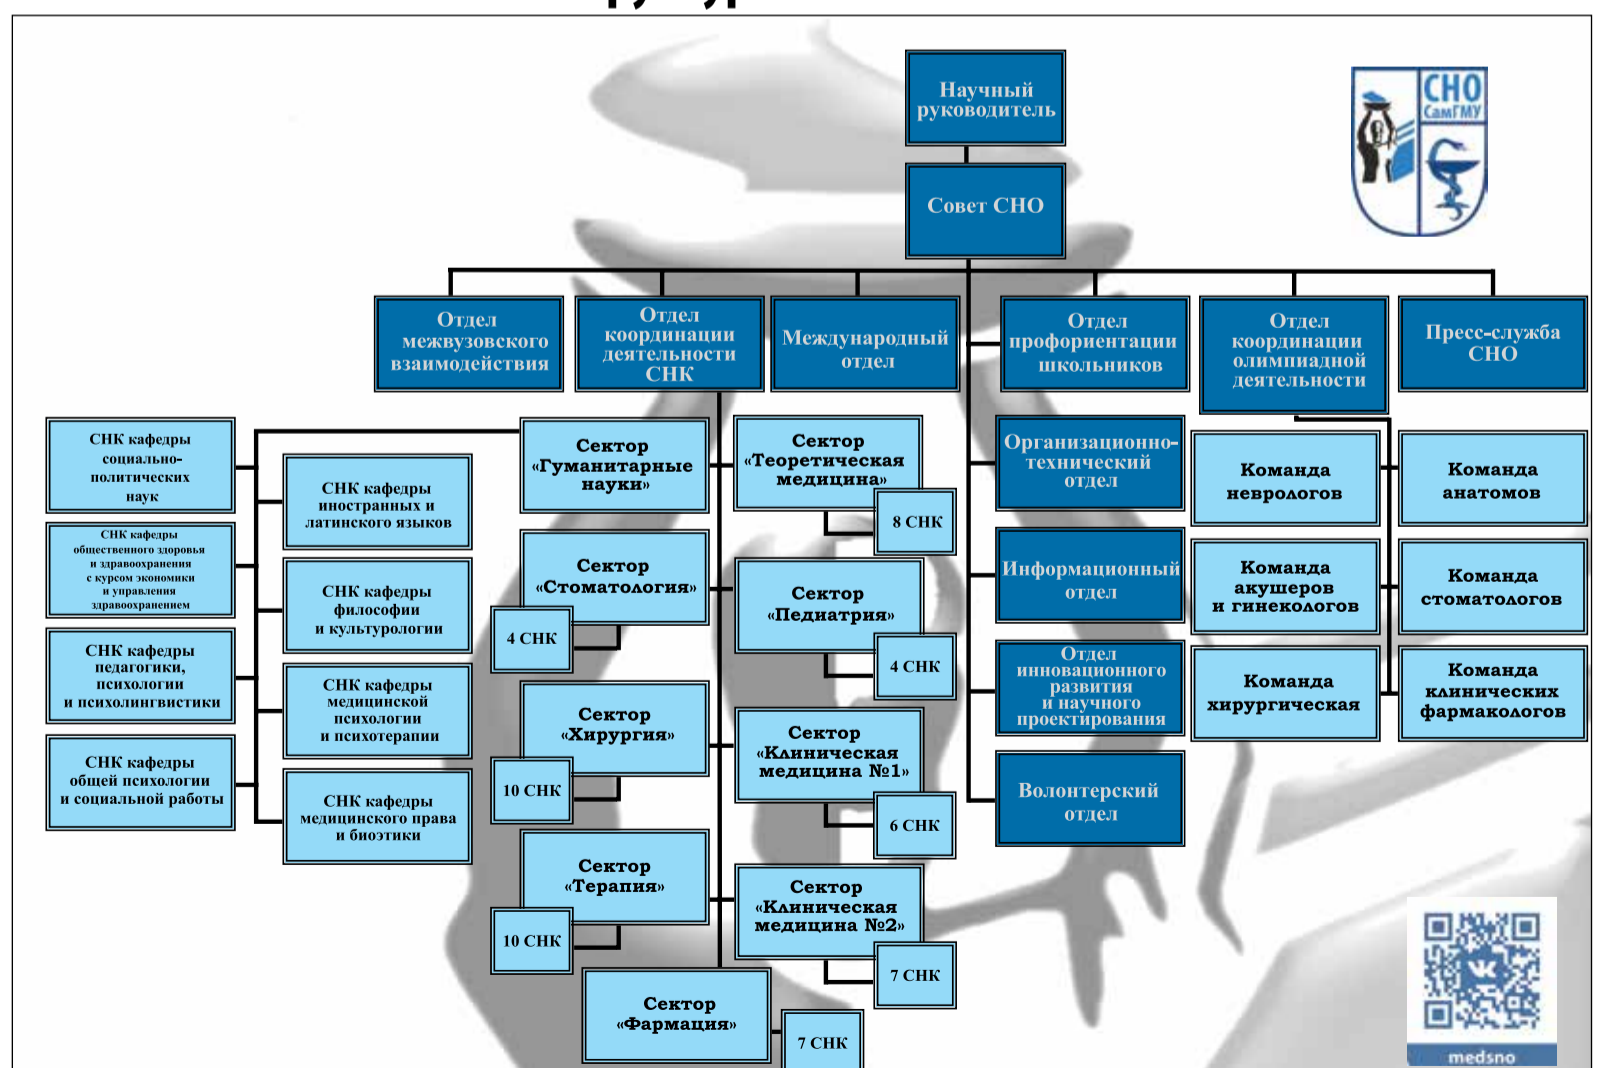 Научный
руководитель
СНО
СамГМУ
Совет СНО
Отдел
межвузовского
взаимодействия
Отдел
координации
деятельности
СНК
Международный
отдел
Отдел
профориентации
школьников
Отдел
координации
олимпиадной
деятельности
Пресс-служба
СНО
СНК кафедры
социально-
политических
наук
СНК кафедры
общественного здоровья
и здравоохранения
с курсом экономики
и управления
здравоохранением
СНК кафедры
педагогики,
психологии
и психолингвистики
СНК кафедры
общей психологии
и социальной работы
СНК кафедры
иностранных и
латинского языков
СНК кафедры
философии
и культурологии
СНК кафедры
медицинской
психологии
и психотерапии
СНК кафедры
медицинского права
и биоэтики
Сектор
«Гуманитарные
науки»
Сектор
«Стоматология»
4 СНК
Сектор
«Хирургия»
10 СНК
Сектор
«Терапия»
10 СНК
Сектор
«Фармация»
7 СНК
Сектор
«Теоретическая
медицина»
8 СНК
Сектор
«Педиатрия»
4 СНК
Сектор
«Клиническая
медицина №1»
6 СНК
Сектор
«Клиническая
медицина №2»
7 СНК
Организационно-
технический
отдел
Информационный
отдел
Отдел
инновационного
развития
и научного
проектирования
Волонтерский
отдел
Команда
неврологов
Команда
акушеров
и гинекологов
Команда
хирургическая
Команда
анатомов
Команда
стоматологов
Команда
клинических
фармакологов
medsno